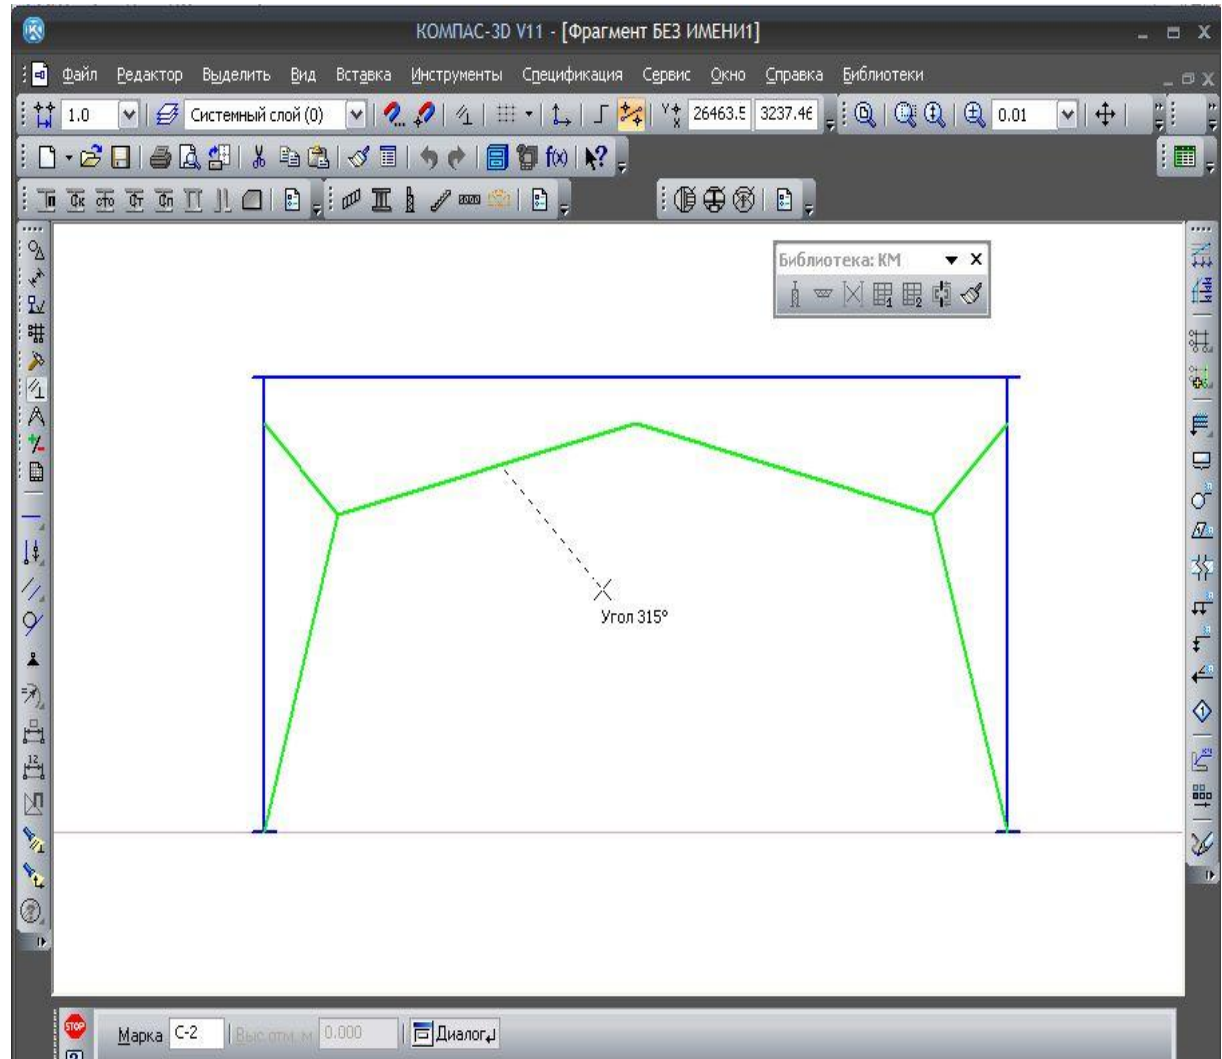 КОМПАС-3D V11 - [Фрагмент БЕЗ ИМЕНИ1]
Файл Редактор Выделить Вид Вставка Инструменты Спецификация Сервис Окно Справка Библиотеки
1.0 Системный слой (0) 26463.5 3237.46 0.01
f(x)
Библиотека: КМ
Угол 315°
STOP Марка С-2 Выс.отм, м 0.000 Диалог